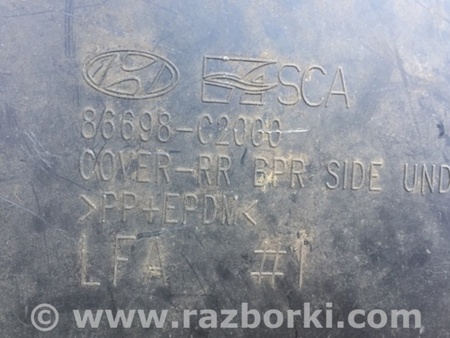 SCA
86698-C2000
COVER-RR BPR SIDE UND
>PP+EPDM<
LFA #1
© www.razborki.com